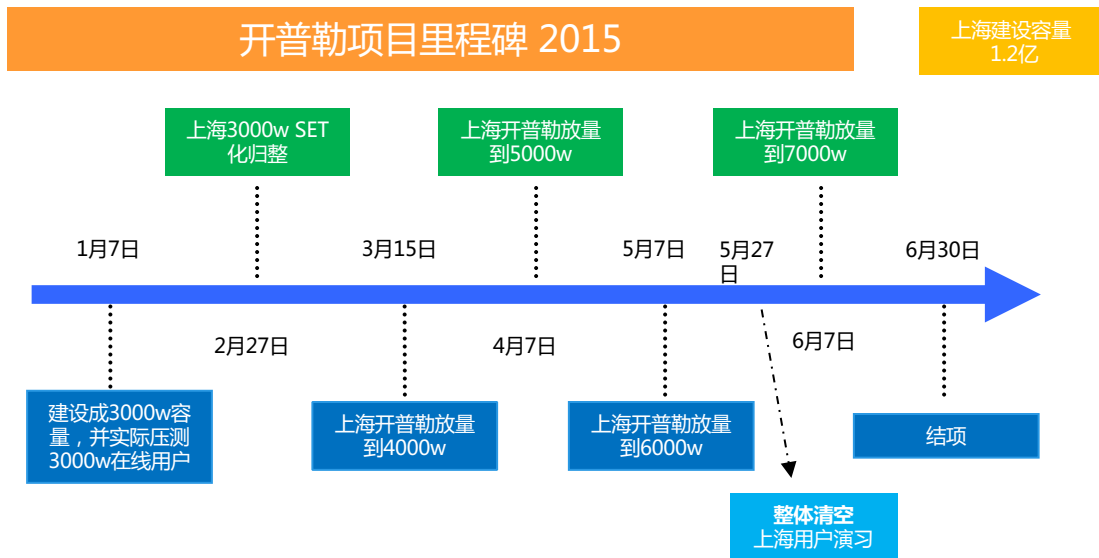 开普勒项目里程碑 2015
上海建设容量
1.2亿
上海3000w SET
化归整
上海开普勒放量
到5000w
上海开普勒放量
到7000w
1月7日
3月15日
5月7日
5月27
日
6月30日
2月27日
4月7日
6月7日
建设成3000w容
量，并实际压测
3000w在线用户
上海开普勒放量
到4000w
上海开普勒放量
到6000w
结项
整体清空
上海用户演习